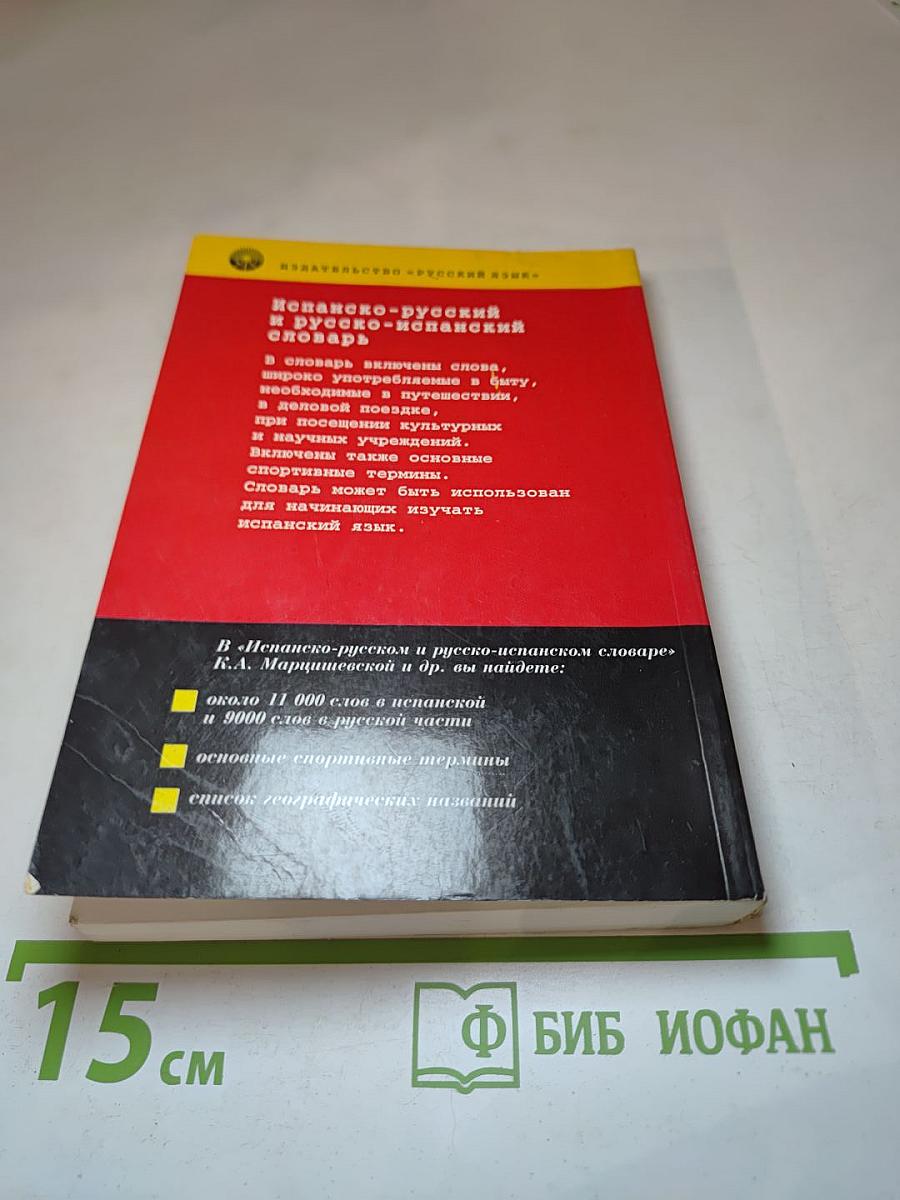 ИЗДАТЕЛЬСТВО «РУССКИЙ ЯЗЫК»
Испанско-русский
и русско-испанский
словарь
В словарь включены слова,
широко употребляемые в быту,
необходимые в путешествии,
в деловой поездке,
при посещении культурных
и научных учреждений.
Включены также основные
спортивные термины.
Словарь может быть использован
для начинающих изучать
испанский язык.
В «Испанско-русском и русско-испанском словаре»
К.А. Марцишевской и др. вы найдете:
около 11 000 слов в испанской
и 9000 слов в русской части
основные спортивные термины
список географических названий
15 см
Ф БИБ ИОФАН